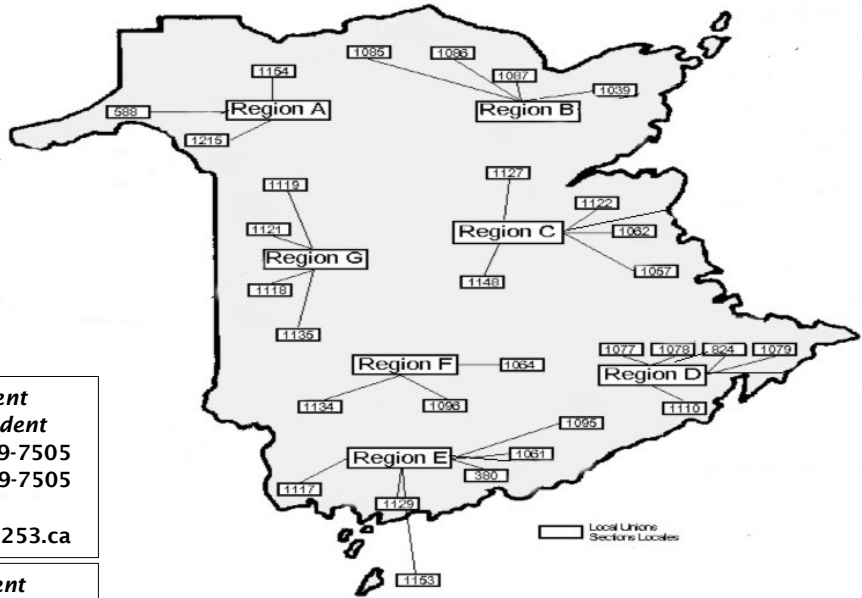 1085
1086
1154
1087
1039
588
Region A
Region B
1215
1127
1119
1122
1121
Region C
1062
Region G
1057
1118
1148
1135
1077
1078
824
1079
Region F
1064
Region D
1134
1096
1110
1095
Region E
1061
380
1117
1129
Local Unions
Sections Locales
1153
ent
dent
9-7505
9-7505
253.ca
ent